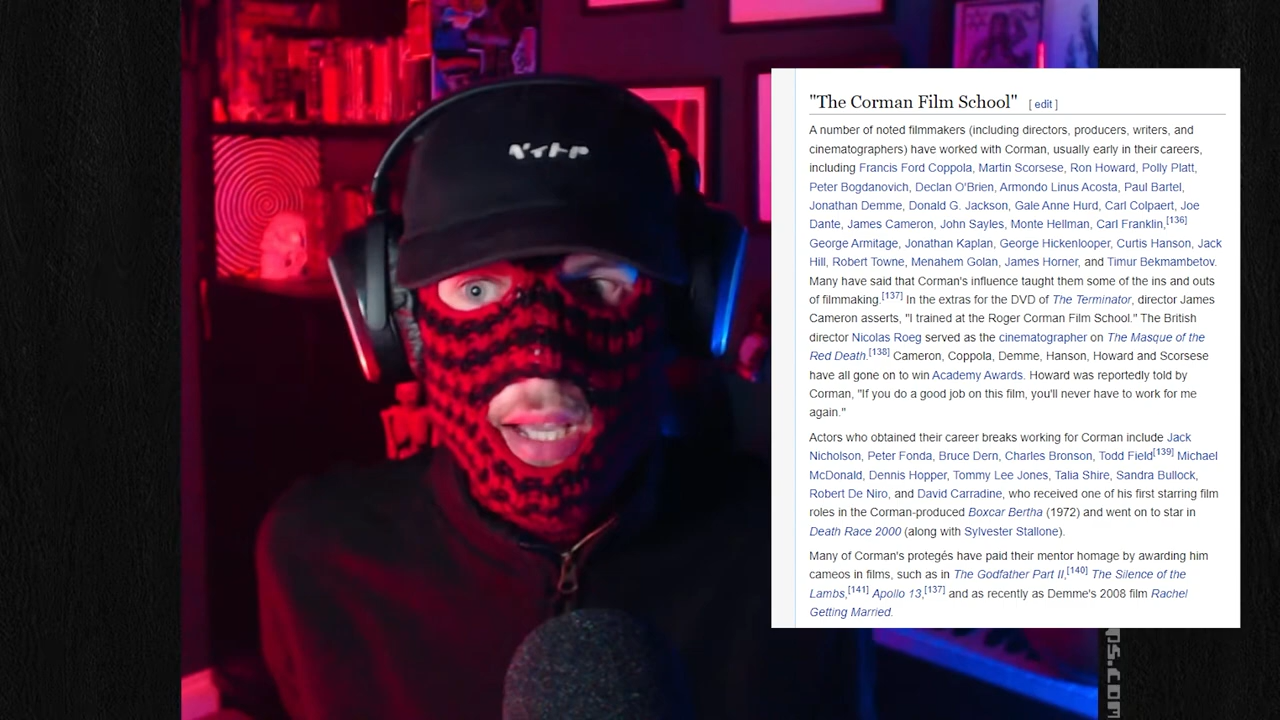 ベイトア
"The Corman Film School" [ edit ]
A number of noted filmmakers (including directors, producers, writers, and
cinematographers) have worked with Corman, usually early in their careers,
including Francis Ford Coppola, Martin Scorsese, Ron Howard, Polly Platt,
Peter Bogdanovich, Declan O'Brien, Armondo Linus Acosta, Paul Bartel,
Jonathan Demme, Donald G. Jackson, Gale Anne Hurd, Carl Colpaert, Joe
Dante, James Cameron, John Sayles, Monte Hellman, Carl Franklin,[136]
George Armitage, Jonathan Kaplan, George Hickenlooper, Curtis Hanson, Jack
Hill, Robert Towne, Menahem Golan, James Horner, and Timur Bekmambetov.
Many have said that Corman's influence taught them some of the ins and outs
of filmmaking.[137] In the extras for the DVD of The Terminator, director James
Cameron asserts, "I trained at the Roger Corman Film School." The British
director Nicolas Roeg served as the cinematographer on The Masque of the
Red Death.[138] Cameron, Coppola, Demme, Hanson, Howard and Scorsese
have all gone on to win Academy Awards. Howard was reportedly told by
Corman, "If you do a good job on this film, you'll never have to work for me
again."
Actors who obtained their career breaks working for Corman include Jack
Nicholson, Peter Fonda, Bruce Dern, Charles Bronson, Todd Field[139] Michael
McDonald, Dennis Hopper, Tommy Lee Jones, Talia Shire, Sandra Bullock,
Robert De Niro, and David Carradine, who received one of his first starring film
roles in the Corman-produced Boxcar Bertha (1972) and went on to star in
Death Race 2000 (along with Sylvester Stallone).
Many of Corman's protegés have paid their mentor homage by awarding him
cameos in films, such as in The Godfather Part II,[140] The Silence of the
Lambs,[141] Apollo 13,[137] and as recently as Demme's 2008 film Rachel
Getting Married.